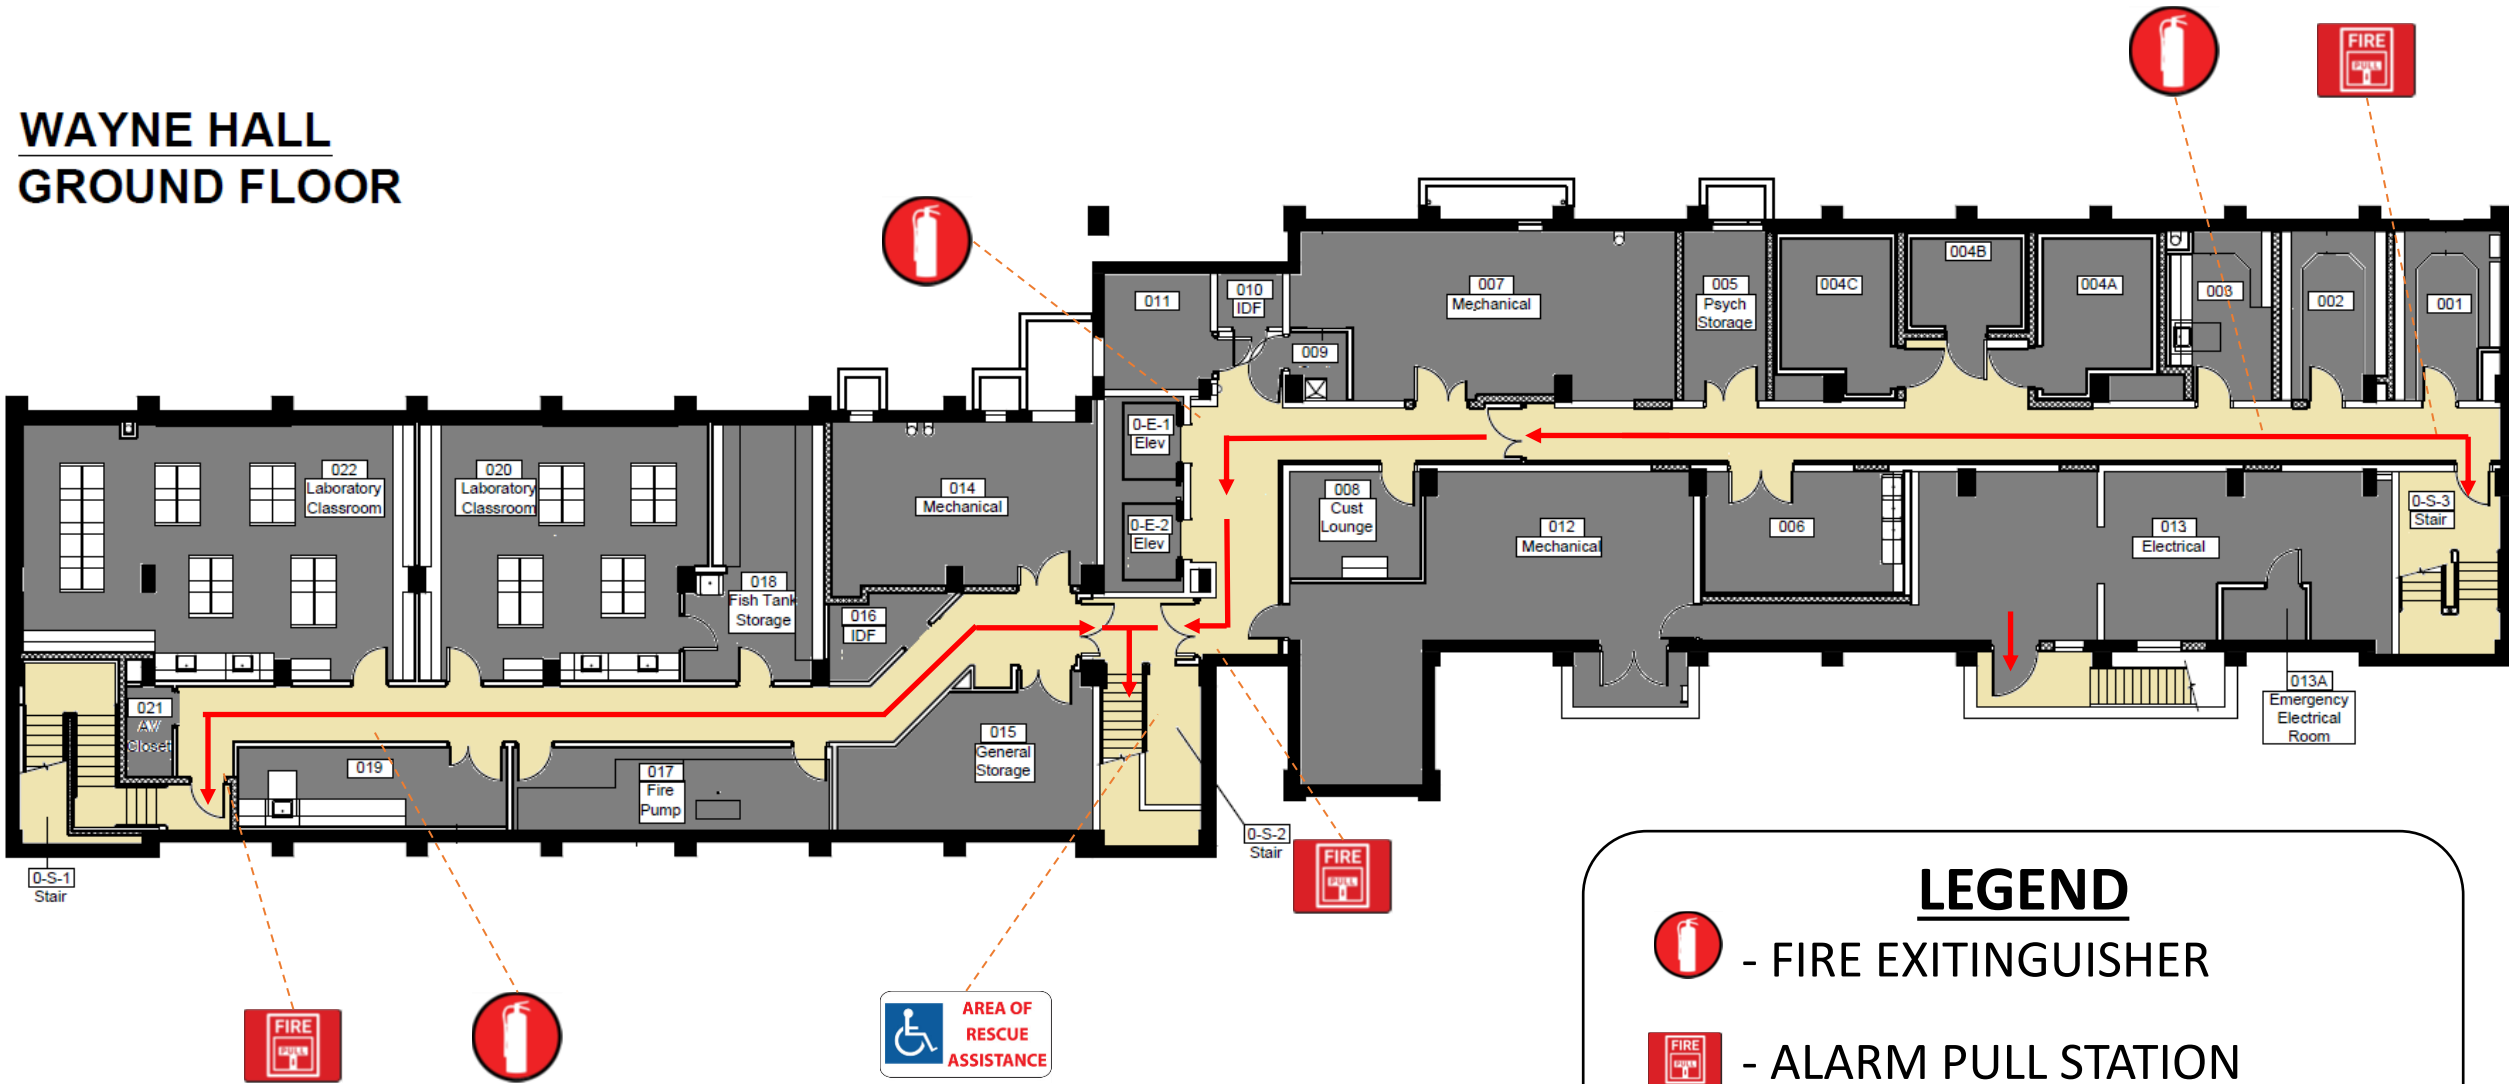 FIRE
PULL
WAYNE HALL
GROUND FLOOR
011
010
IDF
009
007
Mechanical
005
Psych
Storage
004C
004B
004A
003
002
001
022
Laboratory
Classroom
020
Laboratory
Classroom
018
Fish Tank
Storage
014
Mechanical
016
IDF
0-E-1
Elev
0-E-2
Elev
008
Cust
Lounge
012
Mechanical
006
013
Electrical
0-S-3
Stair
021
AV
Closet
019
017
Fire
Pump
015
General
Storage
013A
Emergency
Electrical
Room
0-S-1
Stair
0-S-2
Stair
FIRE
PULL
FIRE
PULL
AREA OF
RESCUE
ASSISTANCE
LEGEND
- FIRE EXITINGUISHER
FIRE
PULL
- ALARM PULL STATION